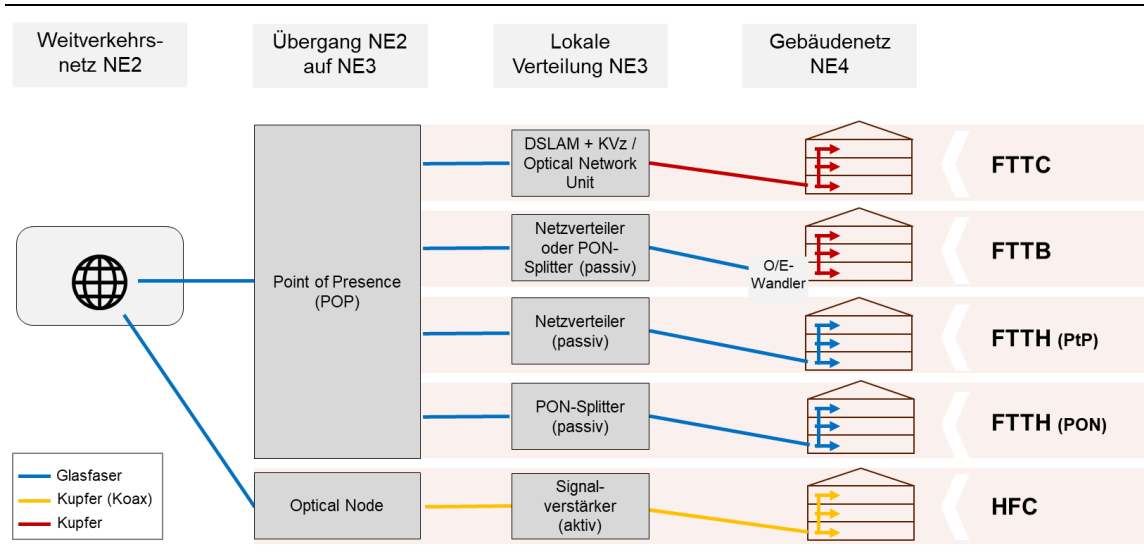 Weitverkehrs-
netz NE2
Übergang NE2
auf NE3
Lokale
Verteilung NE3
Gebäudenetz
NE4
DSLAM + KVz /
Optical Network
Unit
FTTC
Netzverteiler
oder PON-
Splitter (passiv)
O/E-
Wandler
FTTB
Point of Presence
(POP)
Netzverteiler
(passiv)
FTTH (PtP)
PON-Splitter
(passiv)
FTTH (PON)
Glasfaser
Kupfer (Koax)
Kupfer
Optical Node
Signal-
verstärker
(aktiv)
HFC